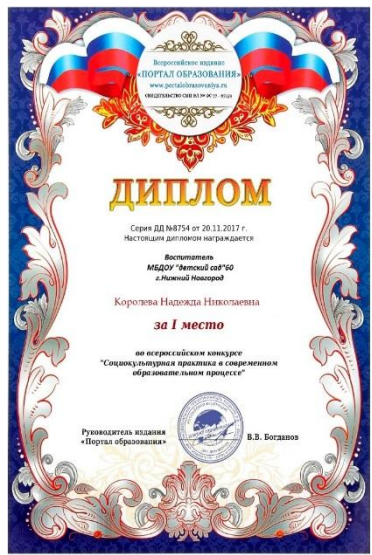 Всероссийское издание
«ПОРТАЛ ОБРАЗОВАНИЯ»
www.portalobrazovaniya.ru
ДИПЛОМ
Серия ДД №8754 от 20.11.2017 г.
Настоящим дипломом награждается
Воспитатель
МБДОУ "детский сад"60
г.Нижний Новгород
Королева Надежда Николаевна
за I место
во всероссийском конкурсе
"Социокультурная практика в современном
образовательном процессе"
Руководитель издания
«Портал образования»
В.В. Богданов